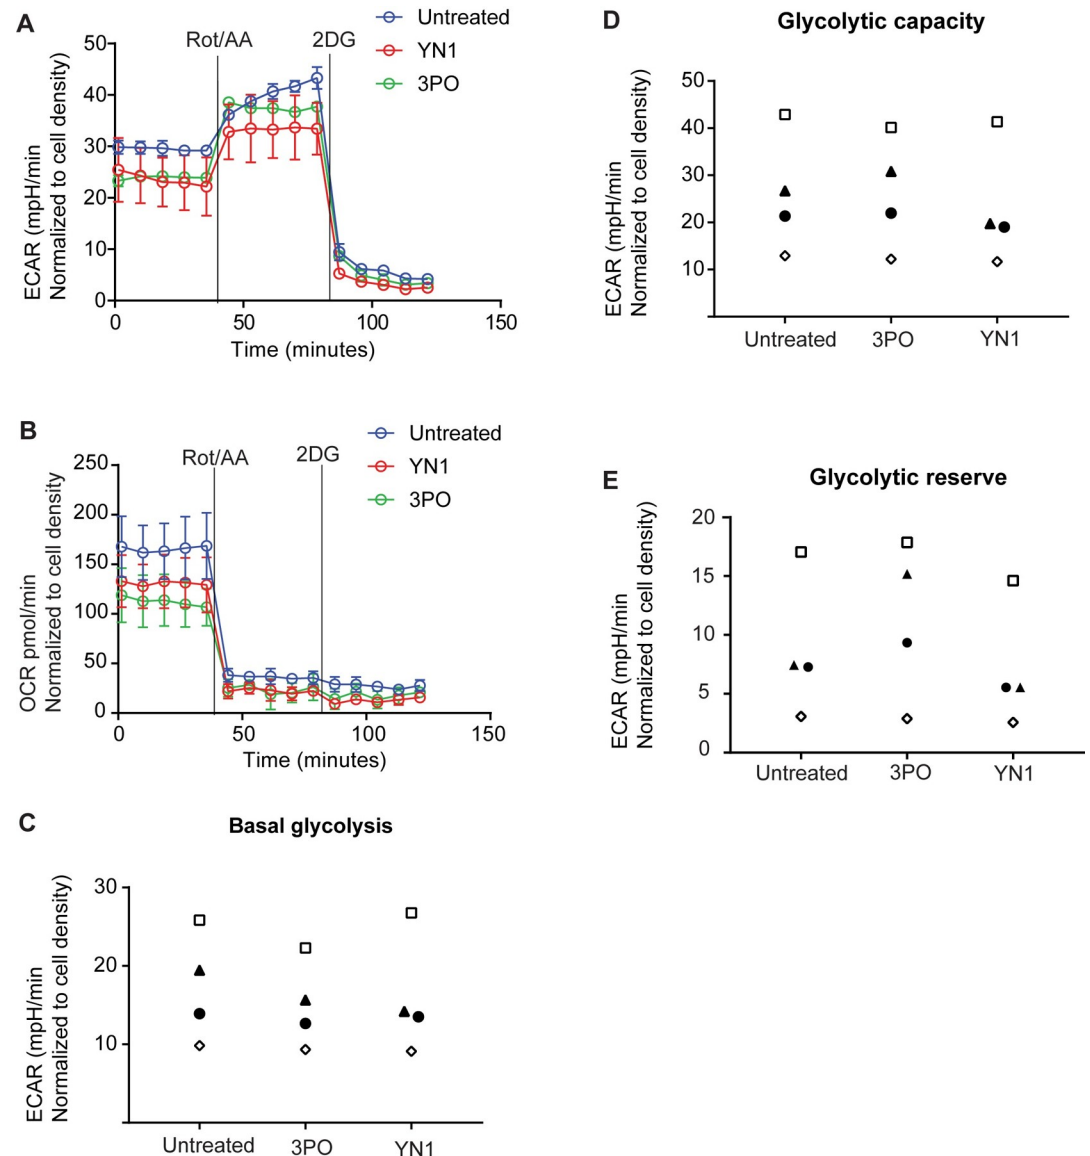 A
Untreated
YN1
3PO
Rot/AA
2DG
ECAR (mpH/min
Normalized to cell density)
50
40
30
20
10
0
0
50
100
150
Time (minutes)
B
Untreated
YN1
3PO
Rot/AA
2DG
OCR pmol/min
Normalized to cell density
250
200
150
100
50
0
0
50
100
150
Time (minutes)
C
Basal glycolysis
ECAR (mpH/min
Normalized to cell density)
30
20
10
Untreated
3PO
YN1
D
Glycolytic capacity
ECAR (mpH/min
Normalized to cell density)
50
40
30
20
10
Untreated
3PO
YN1
E
Glycolytic reserve
ECAR (mpH/min
Normalized to cell density)
20
15
10
5
0
Untreated
3PO
YN1